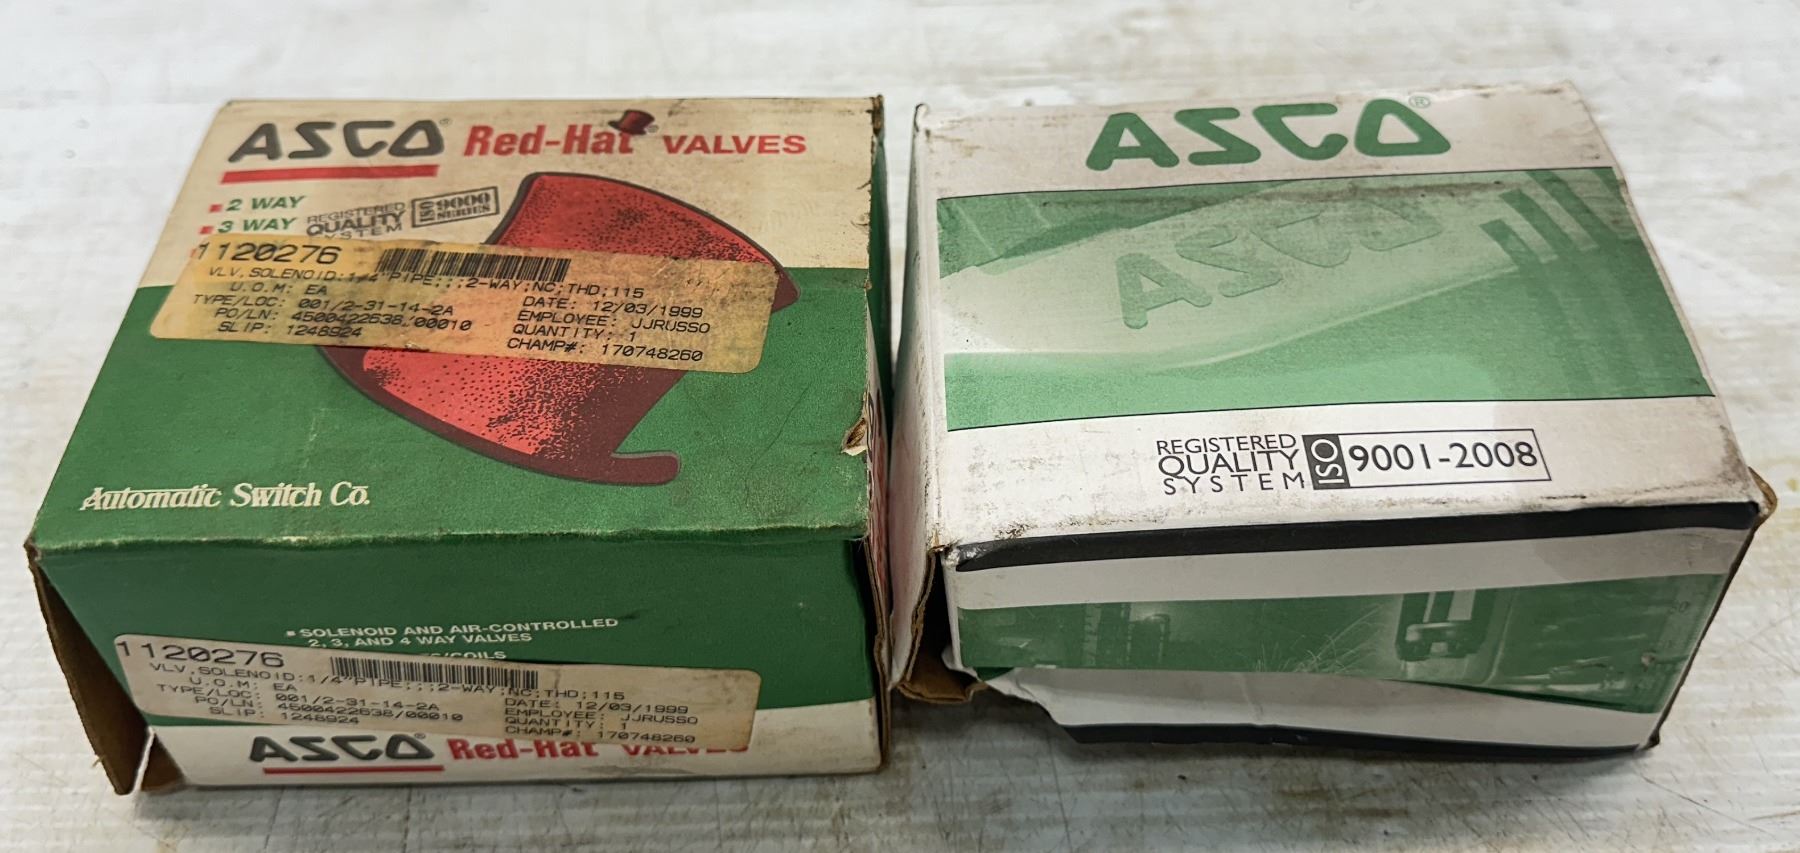 ASCO® Red-Hat® VALVES
2 WAY
3 WAY
REGISTERED
QUALITY
SYSTEM
ISO 9000
SERIES
1120276
VLV,SOLENOID:1/4"PIPE;;;2-WAY;NC;THD;115
U.O.M: EA
DATE: 12/03/1999
TYPE/LOC: 001/2-31-14-2A
EMPLOYEE: JJRUSSO
PO/LN: 4500422638/00010
QUANTITY: 1
SLIP: 1248924
CHAMP#: 170748260
Automatic Switch Co.
SOLENOID AND AIR-CONTROLLED
2, 3, AND 4 WAY VALVES
/COILS
1120276
VLV,SOLENOID:1/4"PIPE;;;2-WAY;NC;THD;115
U.O.M: EA
DATE: 12/03/1999
TYPE/LOC: 001/2-31-14-2A
EMPLOYEE: JJRUSSO
PO/LN: 4500422638/00010
QUANTITY: 1
SLIP: 1248924
CHAMP#: 170748260
ASCO® Red-Hat VALVES
ASCO®
ASCO
REGISTERED
QUALITY
SYSTEM
ISO 9001-2008